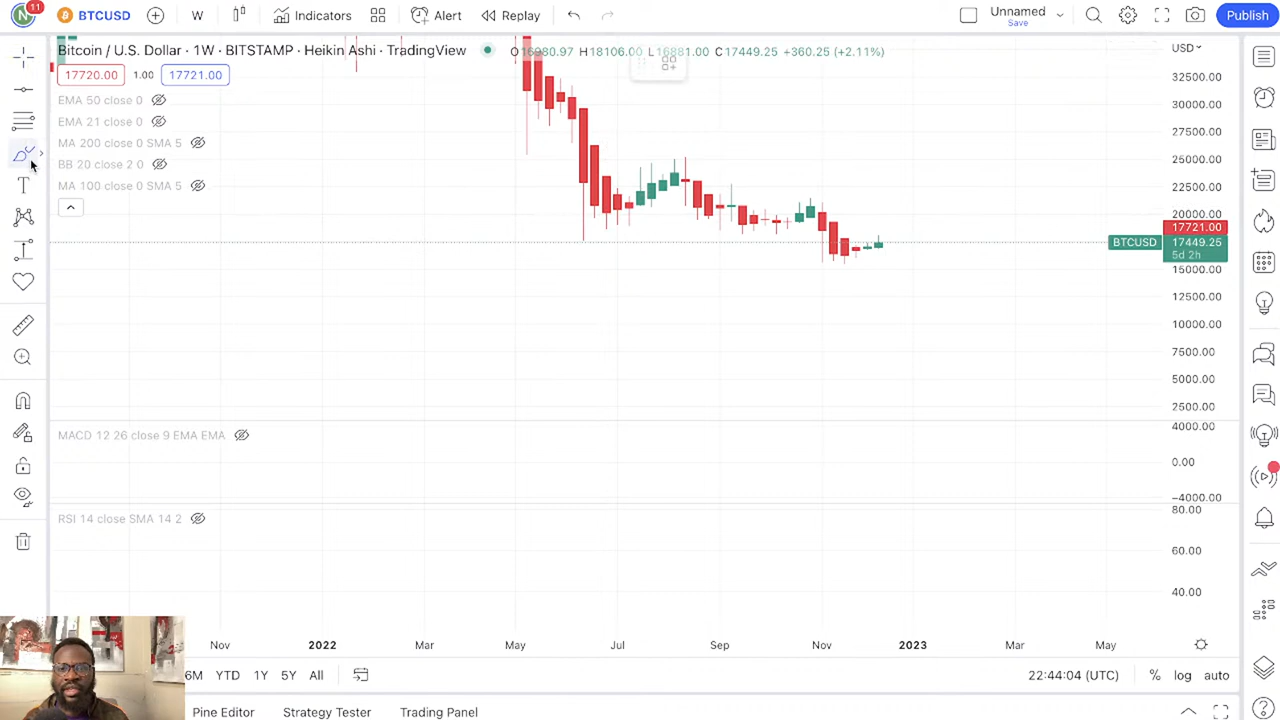 N 11 BTCUSD W Indicators Alert Replay Unnamed Save Publish
Bitcoin / U.S. Dollar · 1W · BITSTAMP · Heikin Ashi · TradingView O16980.97 H18106.00 L16881.00 C17449.25 +360.25 (+2.11%) USD
17720.00 1.00 17721.00
EMA 50 close 0
EMA 21 close 0
MA 200 close 0 SMA 5
BB 20 close 2 0
MA 100 close 0 SMA 5
32500.00
30000.00
27500.00
25000.00
22500.00
20000.00
17721.00
BTCUSD 17449.25
5d 2h
15000.00
12500.00
10000.00
7500.00
5000.00
2500.00
MACD 12 26 close 9 EMA EMA
4000.00
0.00
−4000.00
RSI 14 close SMA 14 2
80.00
60.00
40.00
Nov 2022 Mar May Jul Sep Nov 2023 Mar May
6M YTD 1Y 5Y All 22:44:04 (UTC) % log auto
Pine Editor Strategy Tester Trading Panel